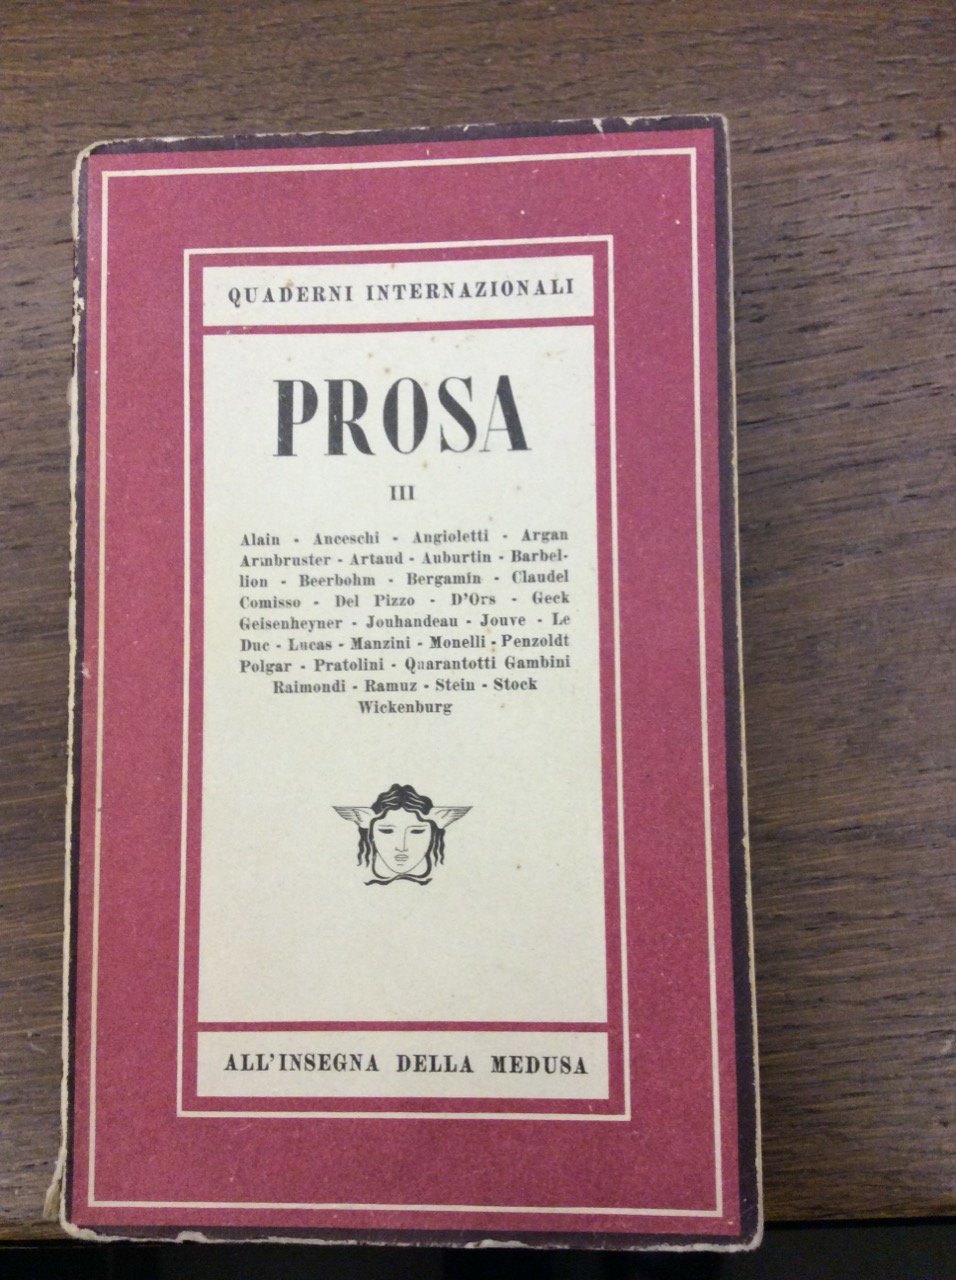 QUADERNI INTERNAZIONALI
PROSA
III
Alain - Anceschi - Angioletti - Argan
Armbruster - Artaud - Auburtin - Barbel-
lion - Beerbohm - Bergamín - Claudel
Comisso - Del Pizzo - D'Ors - Geck
Geisenheyner - Jouhandeau - Jouve - Le
Duc - Lucas - Manzini - Monelli - Penzoldt
Polgar - Pratolini - Quarantotti Gambini
Raimondi - Ramuz - Stein - Stock
Wickenburg
ALL'INSEGNA DELLA MEDUSA